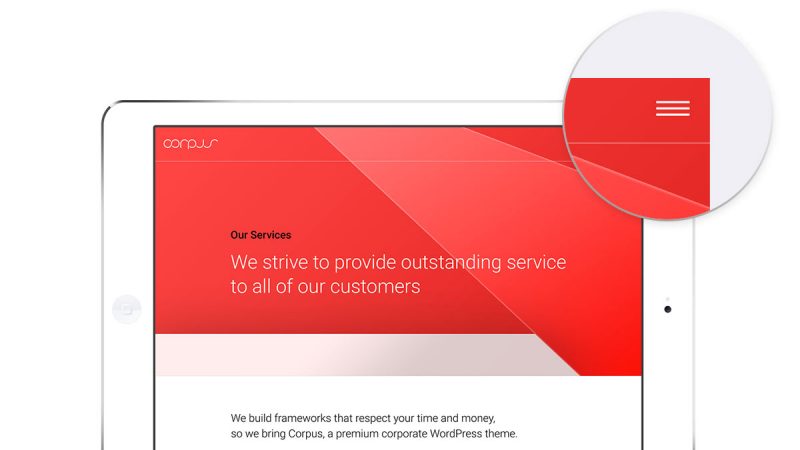 corpus
Our Services
We strive to provide outstanding service
to all of our customers
We build frameworks that respect your time and money,
so we bring Corpus, a premium corporate WordPress theme.